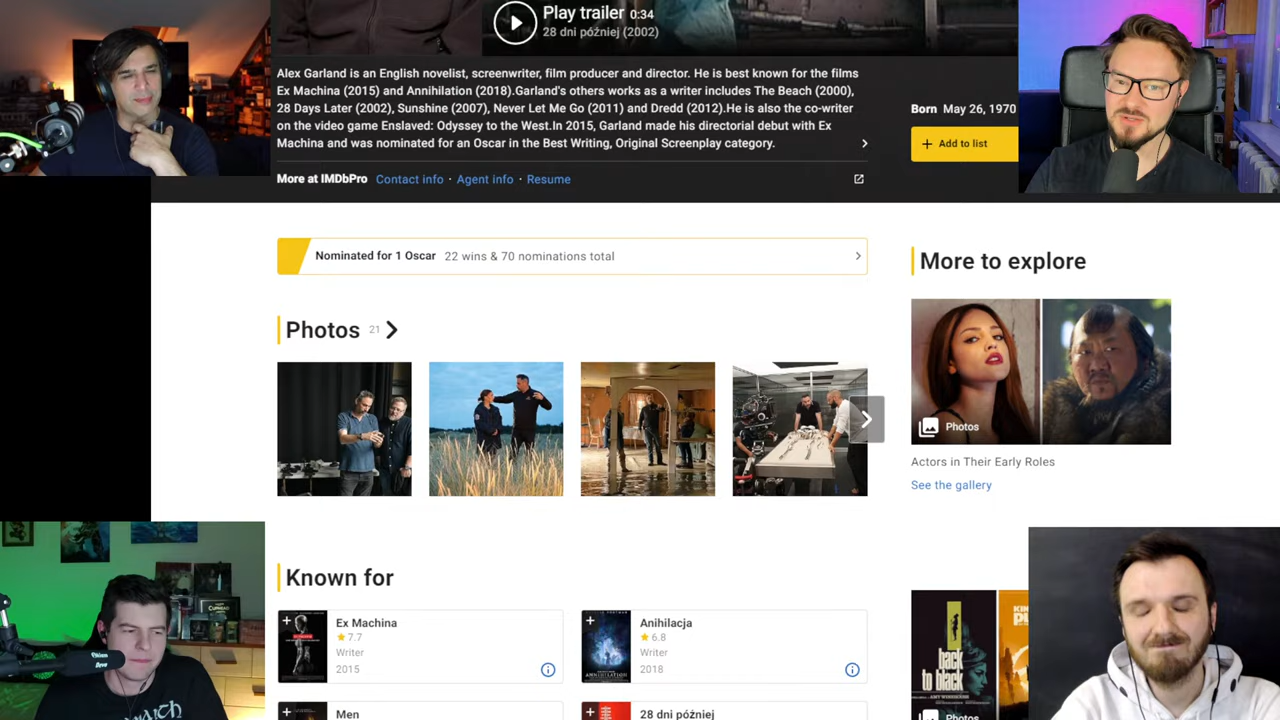 Play trailer 0:34
28 dni później (2002)
Alex Garland is an English novelist, screenwriter, film producer and director. He is best known for the films
Ex Machina (2015) and Annihilation (2018).Garland's others works as a writer includes The Beach (2000),
28 Days Later (2002), Sunshine (2007), Never Let Me Go (2011) and Dredd (2012).He is also the co-writer
on the video game Enslaved: Odyssey to the West.In 2015, Garland made his directorial debut with Ex
Machina and was nominated for an Oscar in the Best Writing, Original Screenplay category.
Born May 26, 1970
Add to list
More at IMDbPro Contact info · Agent info · Resume
Nominated for 1 Oscar 22 wins & 70 nominations total
More to explore
Photos 21
Photos
Actors in Their Early Roles
See the gallery
Known for
Ex Machina
7.7
Writer
2015
Anihilacja
6.8
Writer
2018
Men
28 dni później
back
to black
Photos
CUPHEAD